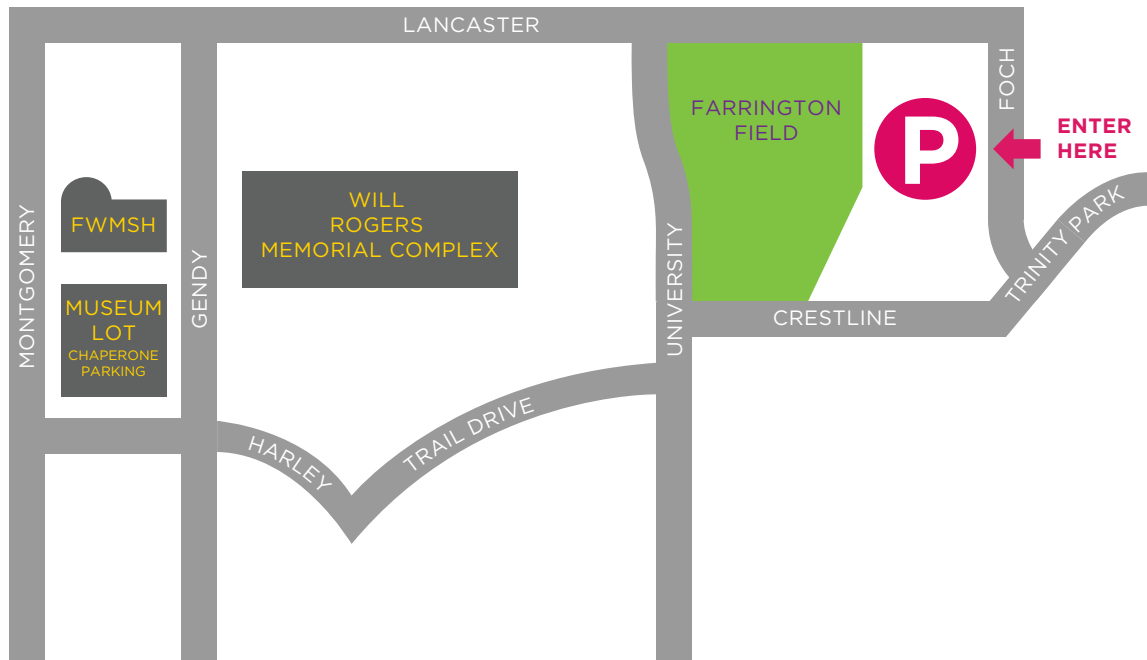 LANCASTER
FOCH
FARRINGTON
FIELD
P
ENTER
HERE
MONTGOMERY
FWMSH
GENDY
WILL
ROGERS
MEMORIAL COMPLEX
UNIVERSITY
TRINITY PARK
MUSEUM
LOT
CHAPERONE
PARKING
CRESTLINE
HARLEY
TRAIL DRIVE